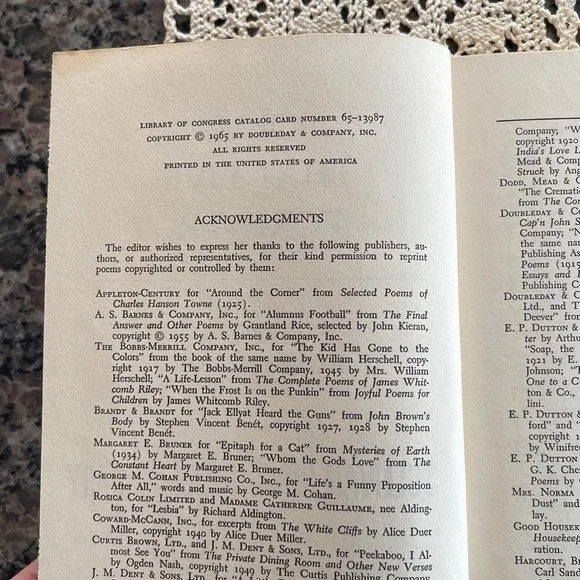 LIBRARY OF CONGRESS CATALOG CARD NUMBER 65–13987
COPYRIGHT © 1965 BY DOUBLEDAY & COMPANY, INC.
ALL RIGHTS RESERVED
PRINTED IN THE UNITED STATES OF AMERICA
ACKNOWLEDGMENTS
The editor wishes to express her thanks to the following publishers, au-
thors, or authorized representatives, for their kind permission to reprint
poems copyrighted or controlled by them:
APPLETON-CENTURY for "Around the Corner" from Selected Poems of
Charles Hanson Towne (1925).
A. S. BARNES & COMPANY, INC., for "Alumnus Football" from The Final
Answer and Other Poems by Grantland Rice, selected by John Kieran,
copyright © 1955 by A. S. Barnes & Company, Inc.
THE BOBBS-MERRILL COMPANY, INC., for "The Kid Has Gone to the
Colors" from the book of the same name by William Herschell, copy-
right 1917 by The Bobbs-Merrill Company, 1945 by Mrs. William
Herschell; "A Life-Lesson" from The Complete Poems of James Whit-
comb Riley; "When the Frost Is on the Punkin" from Joyful Poems for
Children by James Whitcomb Riley.
BRANDT & BRANDT for "Jack Ellyat Heard the Guns" from John Brown's
Body by Stephen Vincent Benét, copyright 1927, 1928 by Stephen
Vincent Benét.
MARGARET E. BRUNER for "Epitaph for a Cat" from Mysteries of Earth
(1934) by Margaret E. Bruner; "Whom the Gods Love" from The
Constant Heart by Margaret E. Bruner.
GEORGE M. COHAN PUBLISHING CO., INC., for "Life's a Funny Proposition
After All," words and music by George M. Cohan.
ROSICA COLIN LIMITED and MADAME CATHERINE GUILLAUME, nee Alding-
ton, for "Lesbia" by Richard Aldington.
COWARD-MCCANN, INC., for excerpts from The White Cliffs by Alice Duer
Miller, copyright 1940 by Alice Duer Miller.
CURTIS BROWN, LTD., and J. M. DENT & SONS, LTD., for "Peekaboo, I Al-
most See You" from The Private Dining Room and Other New Verses
by Ogden Nash, copyright 1949 by The Curtis Publishing Company.
J. M. DENT & SONS, LTD., for "A
Company; "W
copyright 1920
India's Love L
Mead & Comp
Struck by Ang
DODD, MEAD & C
"The Cremati
from The Com
DOUBLEDAY & C
Cap'n John S
Company; "N
the same nam
Publishing As
Poems (1915
Essays and
Publishing Co
DOUBLEDAY & C
Ltd., and T
Deever" from
E. P. DUTTON &
ter by Arthu
"Soap, the
1921 by E.
Johnson; "T
One to a C
ton & Co.,
lini.
E. P. DUTTON &
ford" and "
copyright 1
by Winifre
E. P. DUTTON
G. K. Che
Poems by
MRS. NORMA
Dust" and
lay.
GOOD HOUSE
Housekeep
ration.
HARCOURT,
Carl Sand